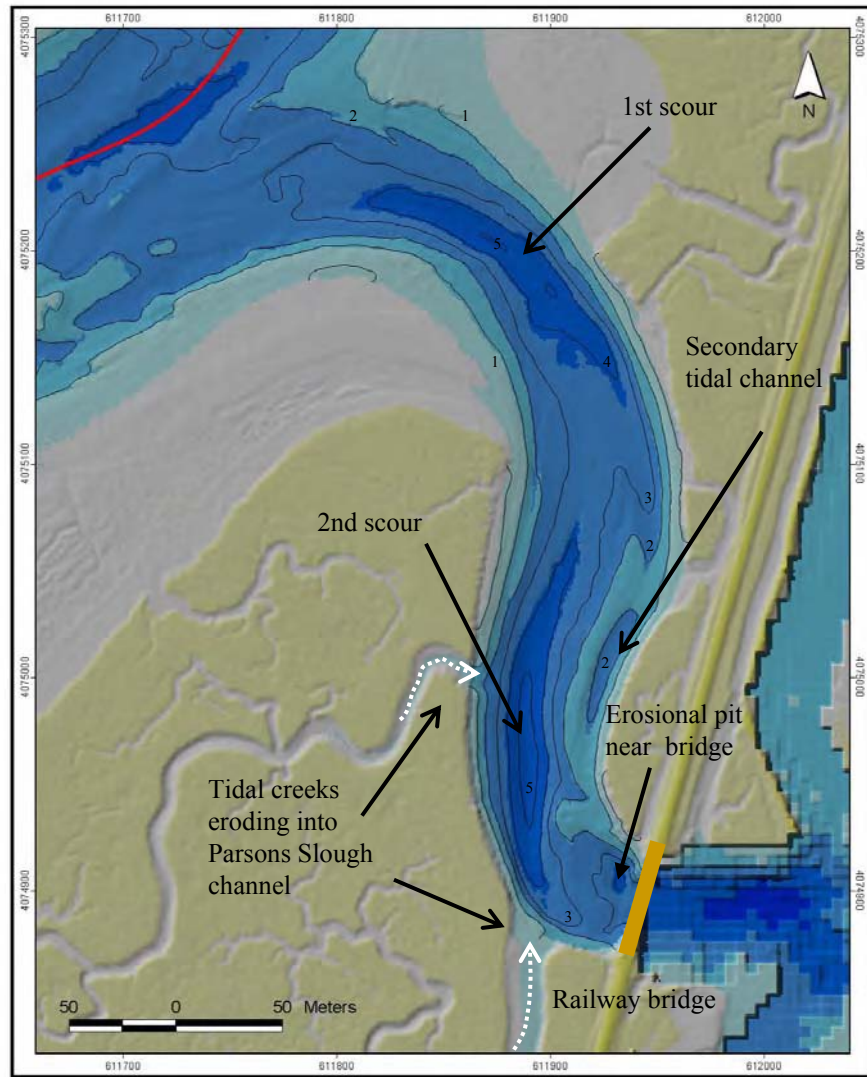 611700
611800
611900
612000
4075300
4075300
N
1st scour
2
1
5
4075200
4075200
1
4
Secondary
tidal channel
4075100
4075100
3
2nd scour
2
4075000
4075000
2
Erosional pit
near bridge
5
Tidal creeks
eroding into
Parsons Slough
channel
4074900
4074900
3
50 0 50 Meters
Railway bridge
611700
611800
611900
612000